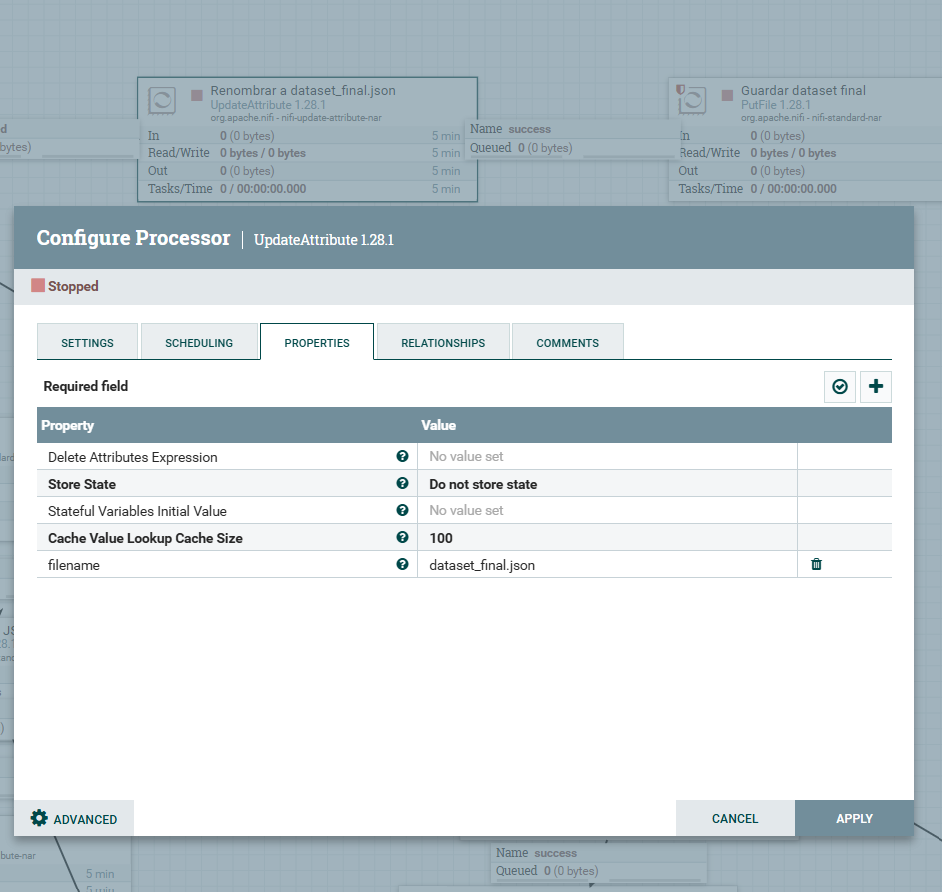 Renombrar a dataset_final.json
UpdateAttribute 1.28.1
org.apache.nifi - nifi-update-attribute-nar
In 0 (0 bytes) 5 min
Read/Write 0 bytes / 0 bytes 5 min
Out 0 (0 bytes) 5 min
Tasks/Time 0 / 00:00:00.000 5 min
d
bytes)
Name success
Queued 0 (0 bytes)
Guardar dataset final
PutFile 1.28.1
org.apache.nifi - nifi-standard-nar
In 0 (0 bytes)
Read/Write 0 bytes / 0 bytes
Out 0 (0 bytes)
Tasks/Time 0 / 00:00:00.000
Configure Processor | UpdateAttribute 1.28.1
Stopped
SETTINGS SCHEDULING PROPERTIES RELATIONSHIPS COMMENTS
Required field
Property Value
Delete Attributes Expression No value set
Store State Do not store state
Stateful Variables Initial Value No value set
Cache Value Lookup Cache Size 100
filename dataset_final.json
ADVANCED CANCEL APPLY
bute-nar
5 min
5 min
Name success
Queued 0 (0 bytes)